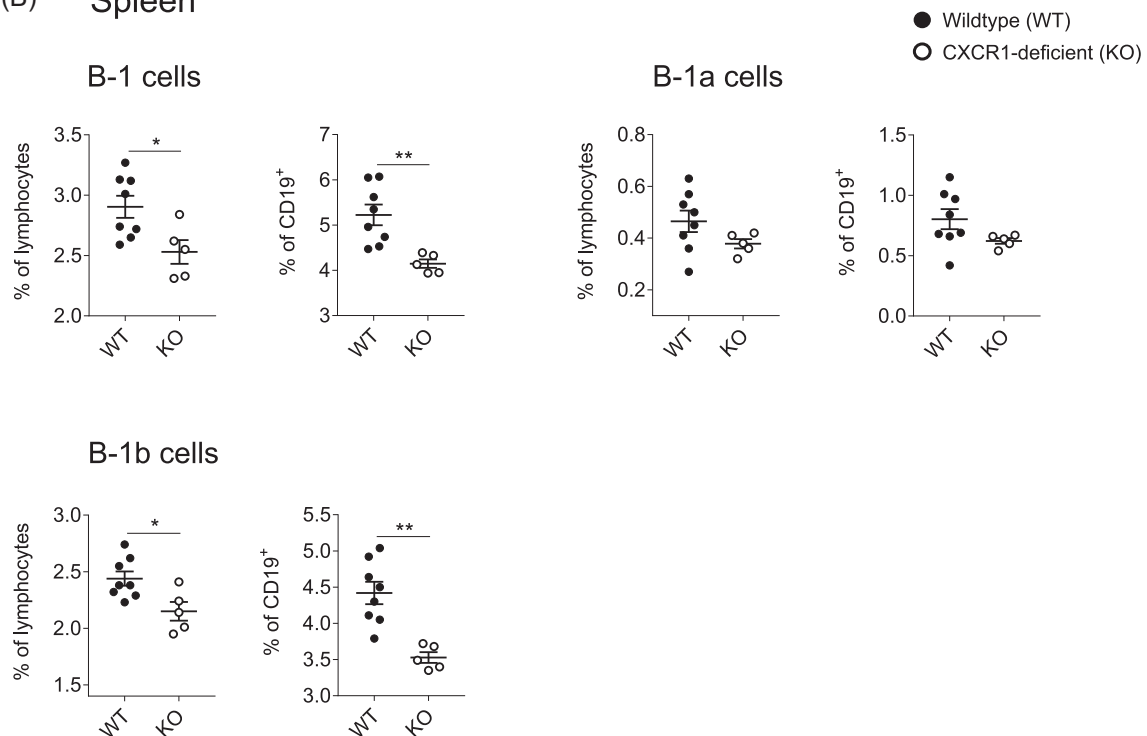 (B) Spleen
Wildtype (WT)
CXCR1-deficient (KO)
B-1 cells
B-1a cells
% of lymphocytes
3.5
3.0
2.5
2.0
*
WT
KO
% of CD19+
7
6
5
4
3
**
WT
KO
% of lymphocytes
0.8
0.6
0.4
0.2
WT
KO
% of CD19+
1.5
1.0
0.5
0.0
WT
KO
B-1b cells
% of lymphocytes
3.0
2.5
2.0
1.5
*
WT
KO
% of CD19+
5.5
5.0
4.5
4.0
3.5
3.0
**
WT
KO